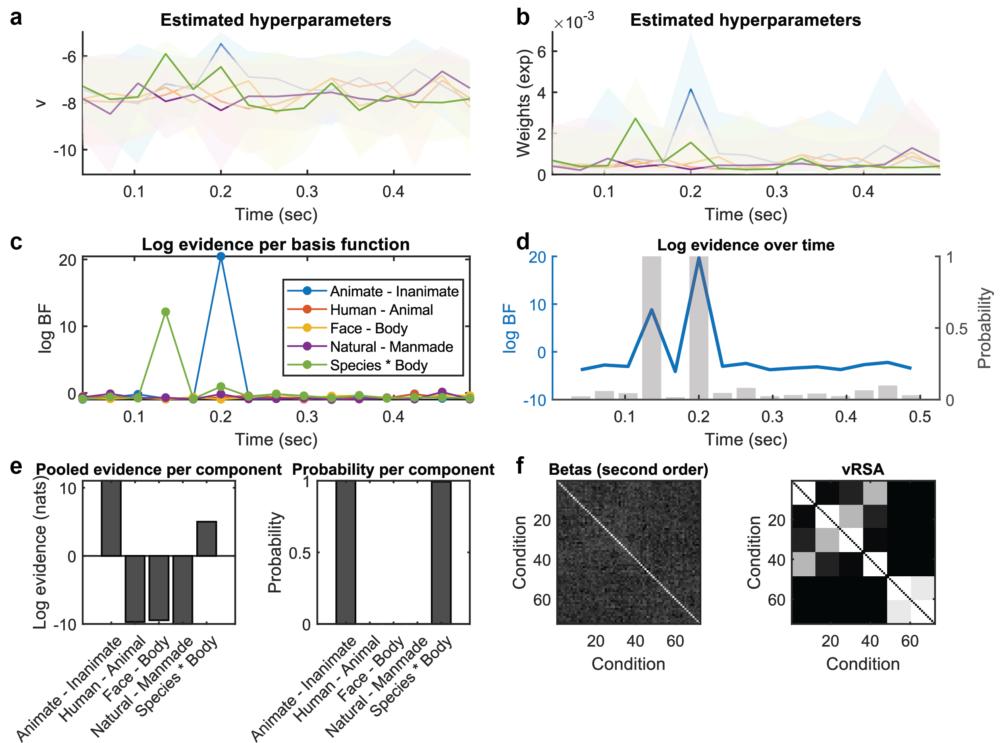 a
Estimated hyperparameters
-6
-8
-10
v
0.1
0.2
0.3
0.4
Time (sec)
b
×10-3
Estimated hyperparameters
6
4
2
0
Weights (exp)
0.1
0.2
0.3
0.4
Time (sec)
c
Log evidence per basis function
20
10
0
log BF
Animate - Inanimate
Human - Animal
Face - Body
Natural - Manmade
Species * Body
0.1
0.2
0.3
0.4
Time (sec)
d
Log evidence over time
20
10
0
-10
log BF
1
0.5
0
Probability
0.1
0.2
0.3
0.4
0.5
Time (sec)
e
Pooled evidence per component
10
0
-10
Log evidence (nats)
Animate - Inanimate
Human - Animal
Face - Body
Natural - Manmade
Species * Body
Probability per component
1
0.5
0
Probability
Animate - Inanimate
Human - Animal
Face - Body
Natural - Manmade
Species * Body
f
Betas (second order)
20
40
60
Condition
20
40
60
Condition
vRSA
20
40
60
Condition
20
40
60
Condition